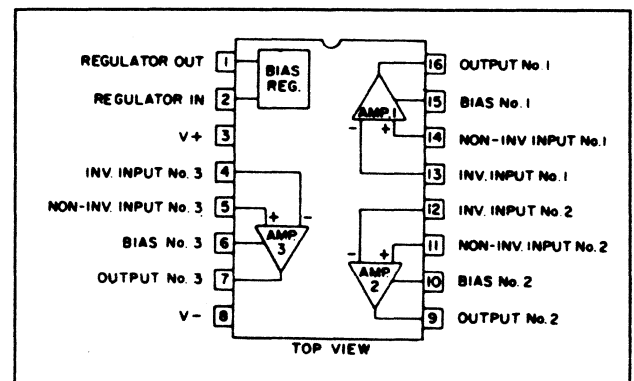 REGULATOR OUT 1
REGULATOR IN 2
V+ 3
INV. INPUT No. 3 4
NON-INV. INPUT No. 3 5
BIAS No. 3 6
OUTPUT No. 3 7
V- 8
BIAS
REG.
+ -
AMP.
3
AMP.1
- +
- +
AMP.
2
16 OUTPUT No. 1
15 BIAS No. 1
14 NON-INV. INPUT No. 1
13 INV. INPUT No. 1
12 INV. INPUT No. 2
11 NON-INV. INPUT No. 2
10 BIAS No. 2
9 OUTPUT No. 2
TOP VIEW